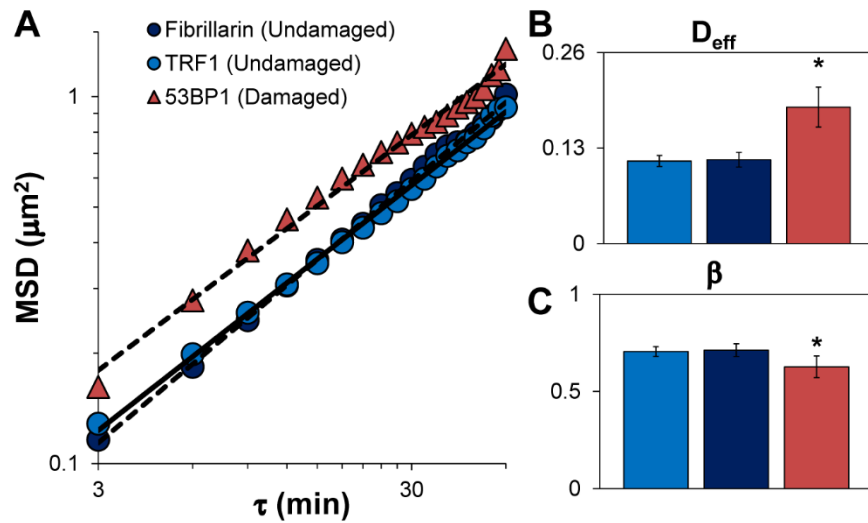 A
Fibrillarin (Undamaged)
TRF1 (Undamaged)
53BP1 (Damaged)
MSD (μm²)
1
0.1
3
30
τ (min)
B
D_eff
0.26
0.13
0
*
C
β
1
0.5
0
*